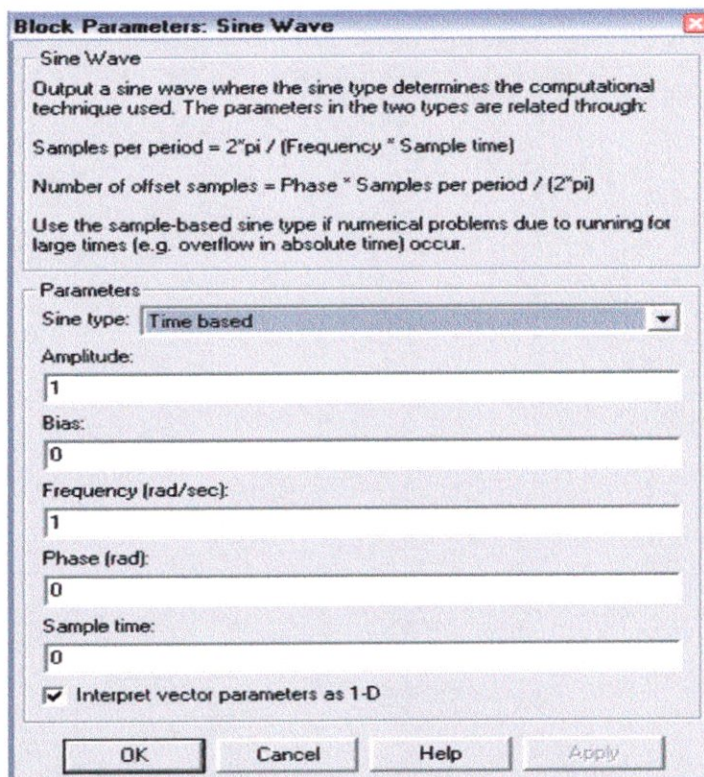 Block Parameters: Sine Wave
Sine Wave
Output a sine wave where the sine type determines the computational
technique used. The parameters in the two types are related through:
Samples per period = 2*pi / (Frequency * Sample time)
Number of offset samples = Phase * Samples per period / (2*pi)
Use the sample-based sine type if numerical problems due to running for
large times (e.g. overflow in absolute time) occur.
Parameters
Sine type: Time based
Amplitude:
1
Bias:
0
Frequency (rad/sec):
1
Phase (rad):
0
Sample time:
0
Interpret vector parameters as 1-D
OK Cancel Help Apply